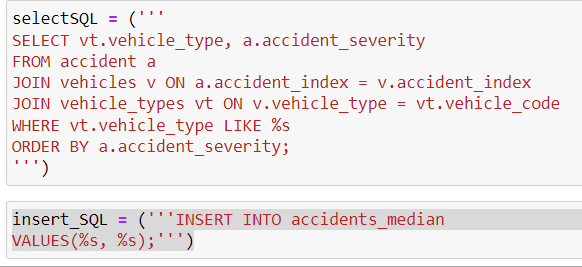 selectSQL = ('''
SELECT vt.vehicle_type, a.accident_severity
FROM accident a
JOIN vehicles v ON a.accident_index = v.accident_index
JOIN vehicle_types vt ON v.vehicle_type = vt.vehicle_code
WHERE vt.vehicle_type LIKE %s
ORDER BY a.accident_severity;
''')
insert_SQL = ('''INSERT INTO accidents_median
VALUES(%s, %s);''')